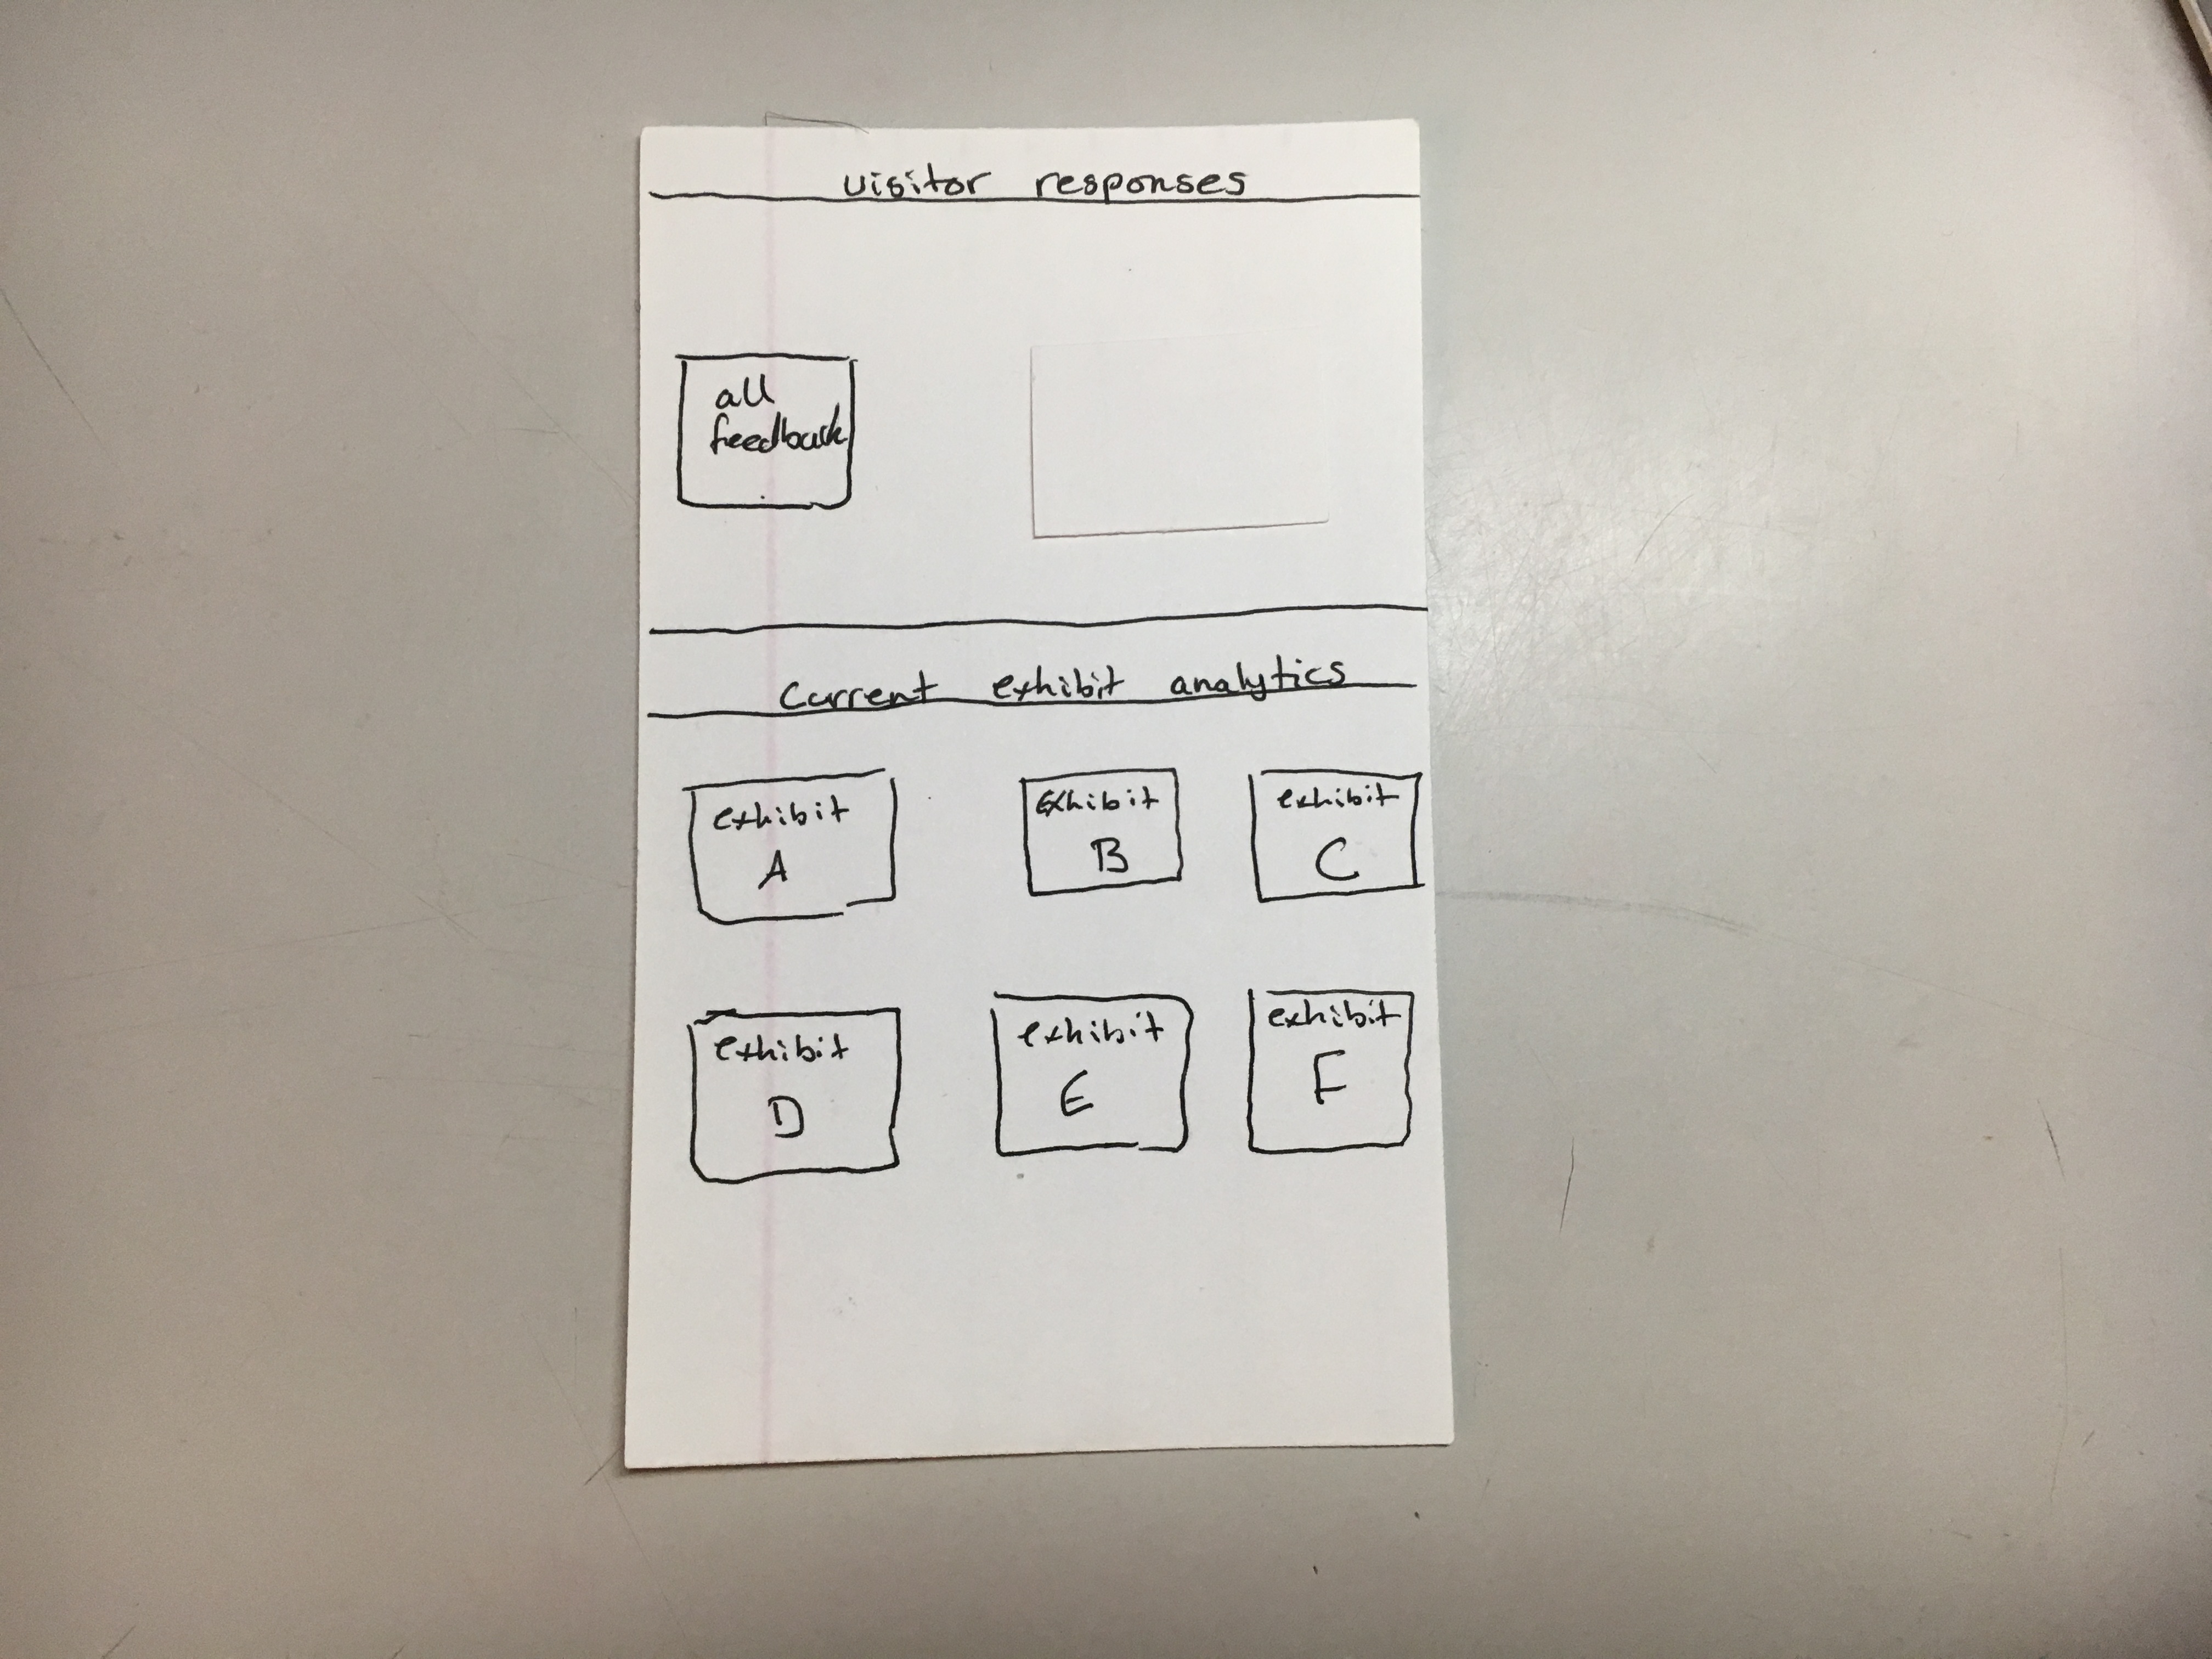 visitor responses
all
feedback
Current exhibit analytics
exhibit
A
exhibit
B
exhibit
C
exhibit
D
exhibit
E
exhibit
F